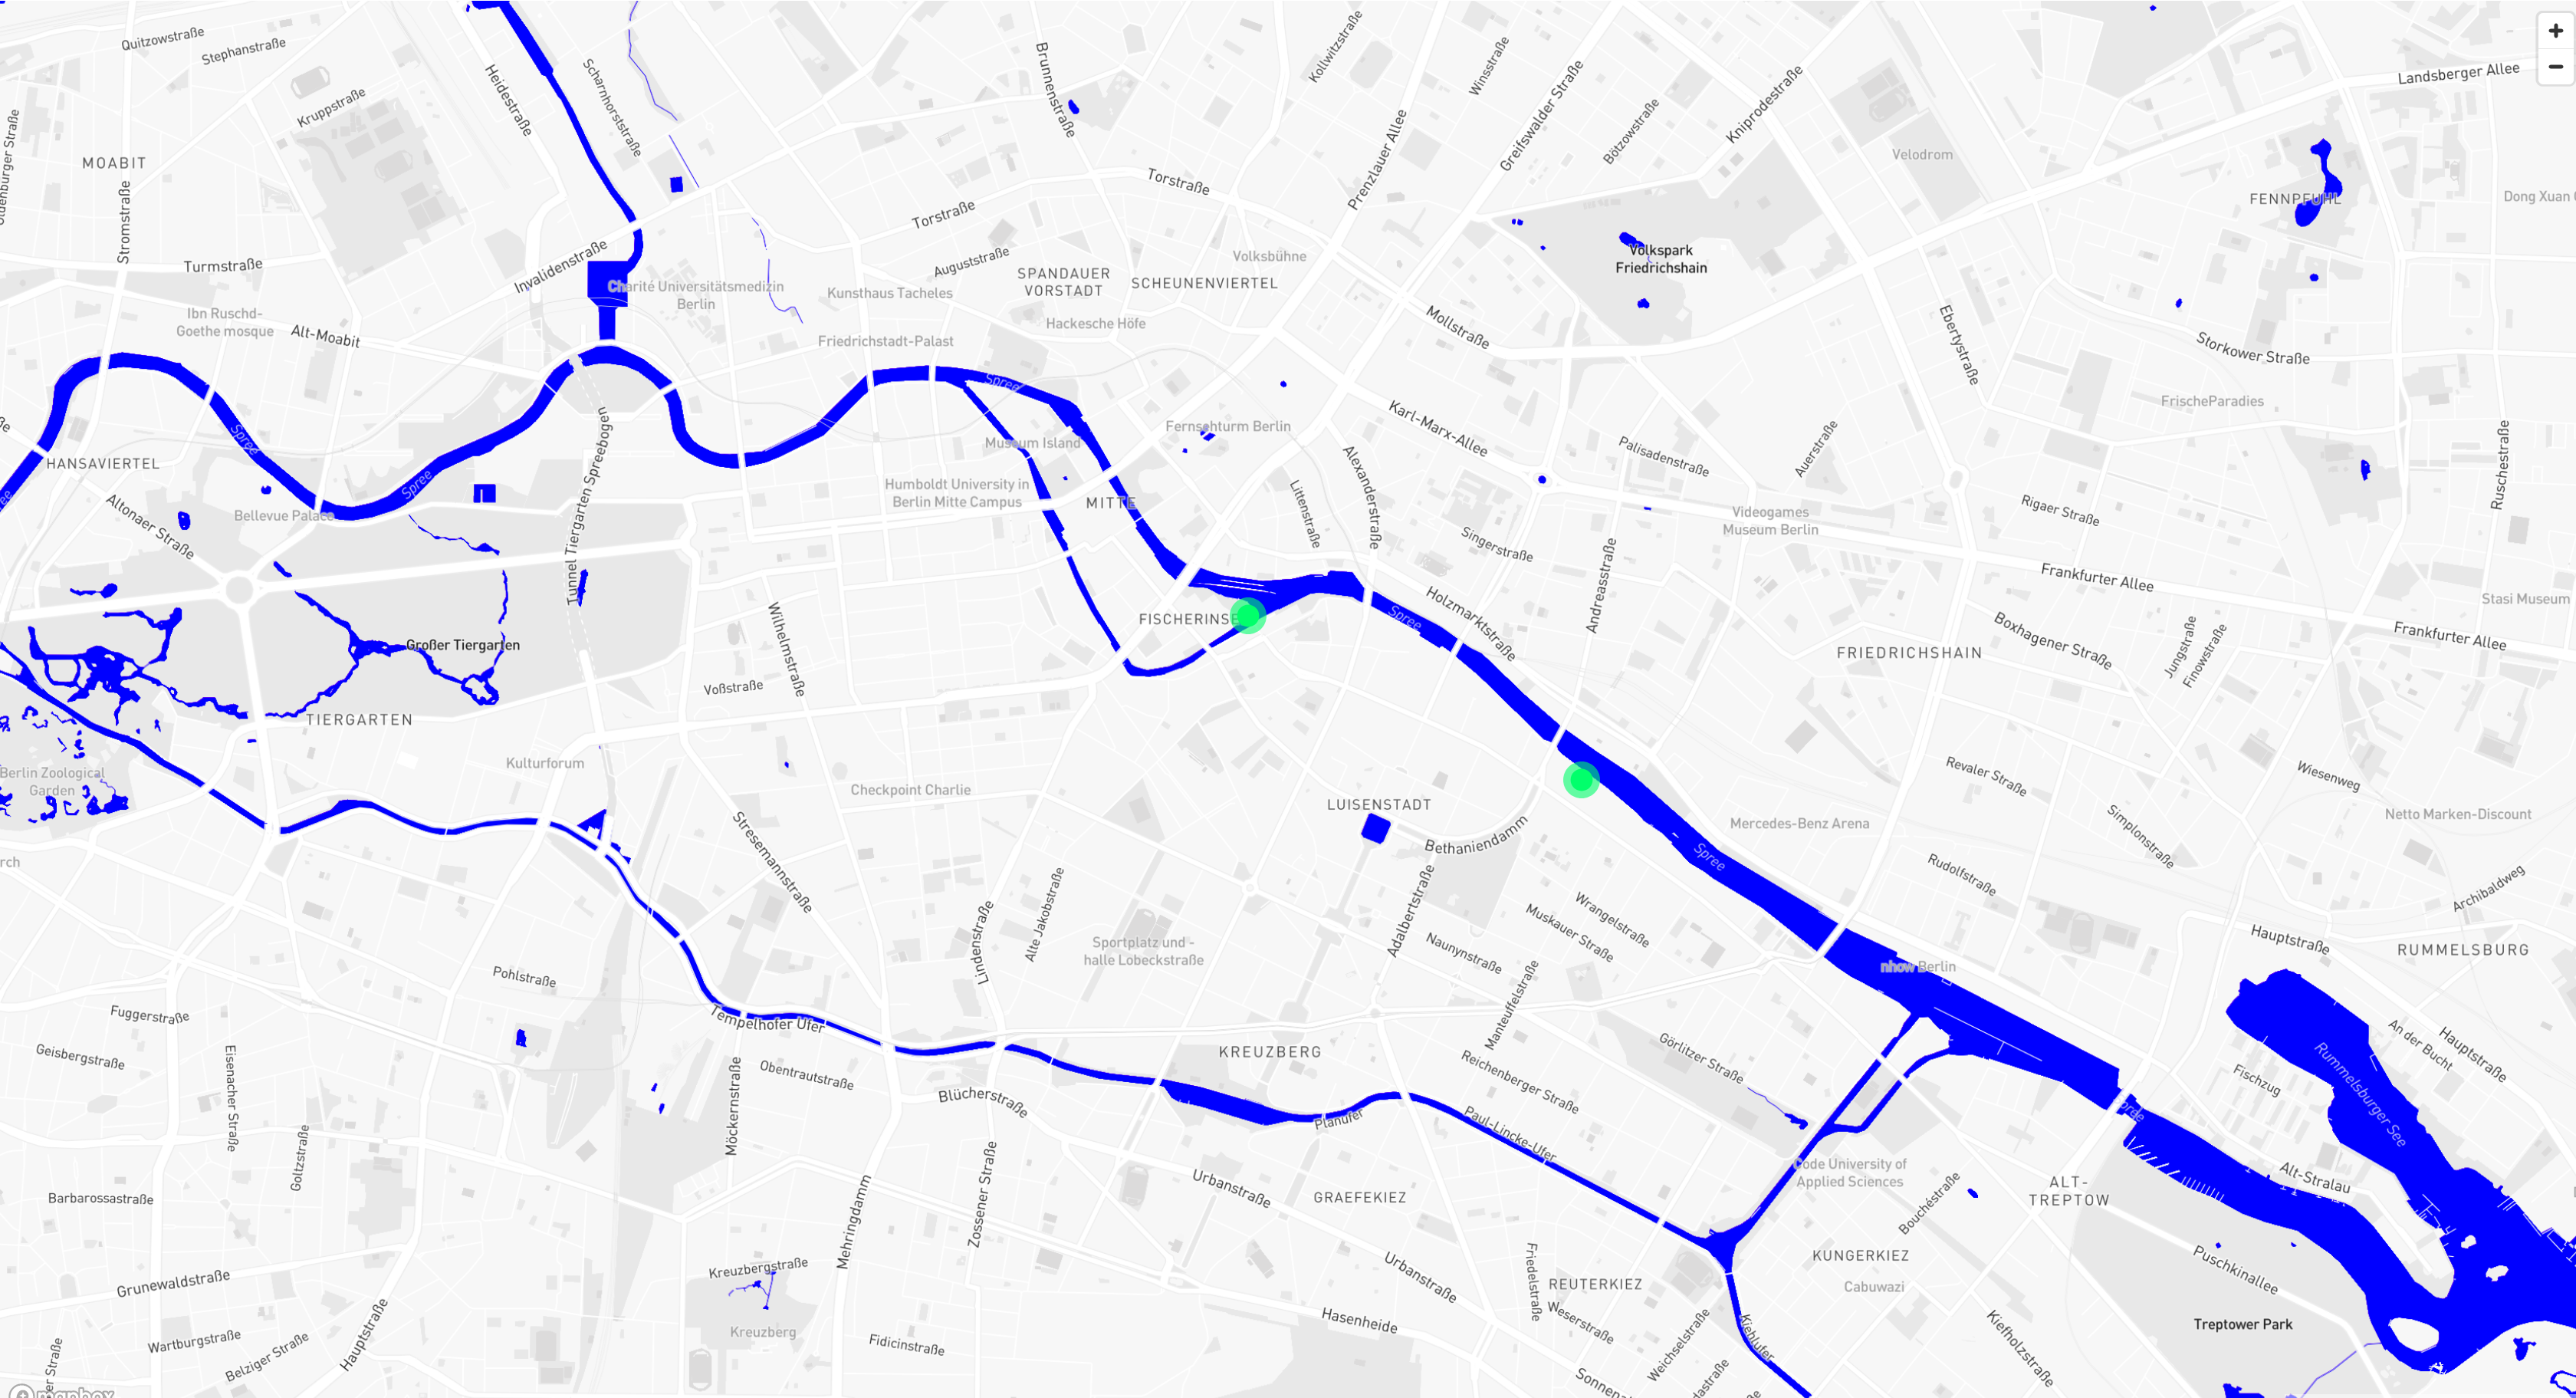 Quitzowstraße
Stephanstraße
Kruppstraße
Heidestraße
Scharnhorststraße
Brunnenstraße
Kollwitzstraße
Winsstraße
Greifswalder Straße
Bötzowstraße
Kniprodestraße
Landsberger Allee
MOABIT
Stromstraße
Prenzlauer Allee
Velodrom
Torstraße
Torstraße
FENNPFUHL
Dong Xuan
Turmstraße
Invalidenstraße
Auguststraße
Volksbühne
Volkspark
Friedrichshain
Charité Universitätsmedizin
Berlin
SPANDAUER
VORSTADT
SCHEUNENVIERTEL
Kunsthaus Tacheles
Ibn Ruschd-
Goethe mosque
Alt-Moabit
Hackesche Höfe
Friedrichstadt-Palast
Mollstraße
Ebertystraße
Storkower Straße
Spree
FrischeParadies
Karl-Marx-Allee
Fernsehturm Berlin
Museum Island
Palisadenstraße
Auerstraße
Ruschestraße
HANSAVIERTEL
Spree
Spree
Tunnel Tiergarten Spreebogen
Humboldt University in
Berlin Mitte Campus
MITTE
Littenstraße
Alexanderstraße
Singerstraße
Videogames
Museum Berlin
Rigaer Straße
Altonaer Straße
Bellevue Palace
Andreasstraße
Frankfurter Allee
Stasi Museum
Holzmarktstraße
Spree
FISCHERINSEL
Wilhelmstraße
Großer Tiergarten
Voßstraße
FRIEDRICHSHAIN
Boxhagener Straße
Jungstraße
Finowstraße
Frankfurter Allee
TIERGARTEN
Kulturforum
Berlin Zoological
Garden
Checkpoint Charlie
LUISENSTADT
Bethaniendamm
Mercedes-Benz Arena
Revaler Straße
Wiesenweg
Simplonstraße
Netto Marken-Discount
Stresemannstraße
Spree
Rudolfstraße
Archibaldweg
Lindenstraße
Alte Jakobstraße
Adalbertstraße
Wrangelstraße
Muskauer Straße
Naunynstraße
Sportplatz und -
halle Lobeckstraße
Hauptstraße
RUMMELSBURG
nhow Berlin
Pohlstraße
Manteuffelstraße
Fuggerstraße
Tempelhofer Ufer
Geisbergstraße
Eisenacher Straße
Möckernstraße
Obentrautstraße
Blücherstraße
KREUZBERG
Reichenberger Straße
Görlitzer Straße
Fischzug
An der Bucht
Hauptstraße
Rummelsburger See
Spree
Planufer
Paul-Lincke-Ufer
Goltzstraße
Barbarossastraße
Zossener Straße
Mehringdamm
Urbanstraße
GRAEFEKIEZ
Code University of
Applied Sciences
Bouchéstraße
ALT-
TREPTOW
Alt-Stralau
Puschkinallee
KUNGERKIEZ
Cabuwazi
REUTERKIEZ
Friedelstraße
Urbanstraße
Kreuzbergstraße
Grunewaldstraße
Hauptstraße
Wartburgstraße
Belziger Straße
Kreuzberg
Fidicinstraße
Hasenheide
Weserstraße
Weichselstraße
Kiehlufer
Kiefholzstraße
Treptower Park
mapbox